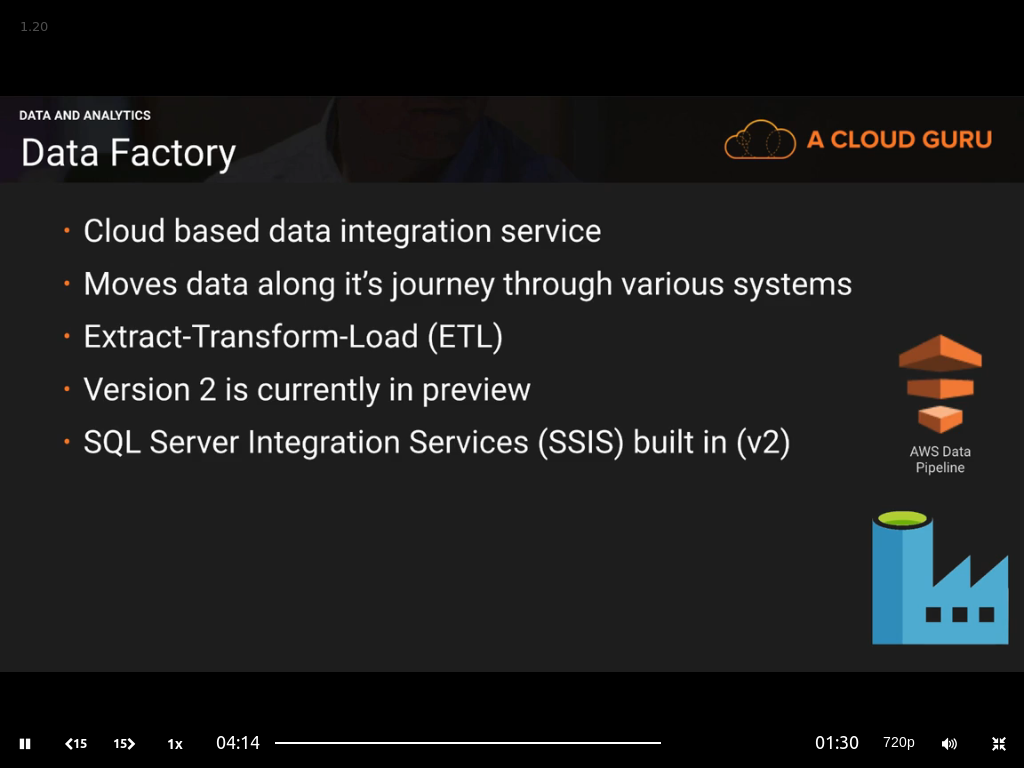 1.20
DATA AND ANALYTICS
Data Factory
A CLOUD GURU
• Cloud based data integration service
• Moves data along it’s journey through various systems
• Extract-Transform-Load (ETL)
• Version 2 is currently in preview
• SQL Server Integration Services (SSIS) built in (v2)
AWS Data
Pipeline
15 15 1x 04:14 01:30 720p